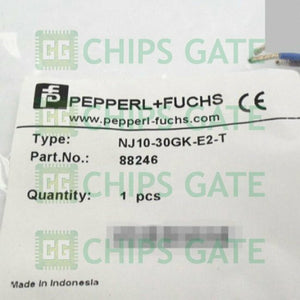 CHIPS GATE
PEPPERL+FUCHS CE
www.pepperl-fuchs.com
Type: NJ10-30GK-E2-T
Part.No.: 88246
CHIPS GATE
Quantity: 1 pcs
Made in Indonesia
CHIPS GATE